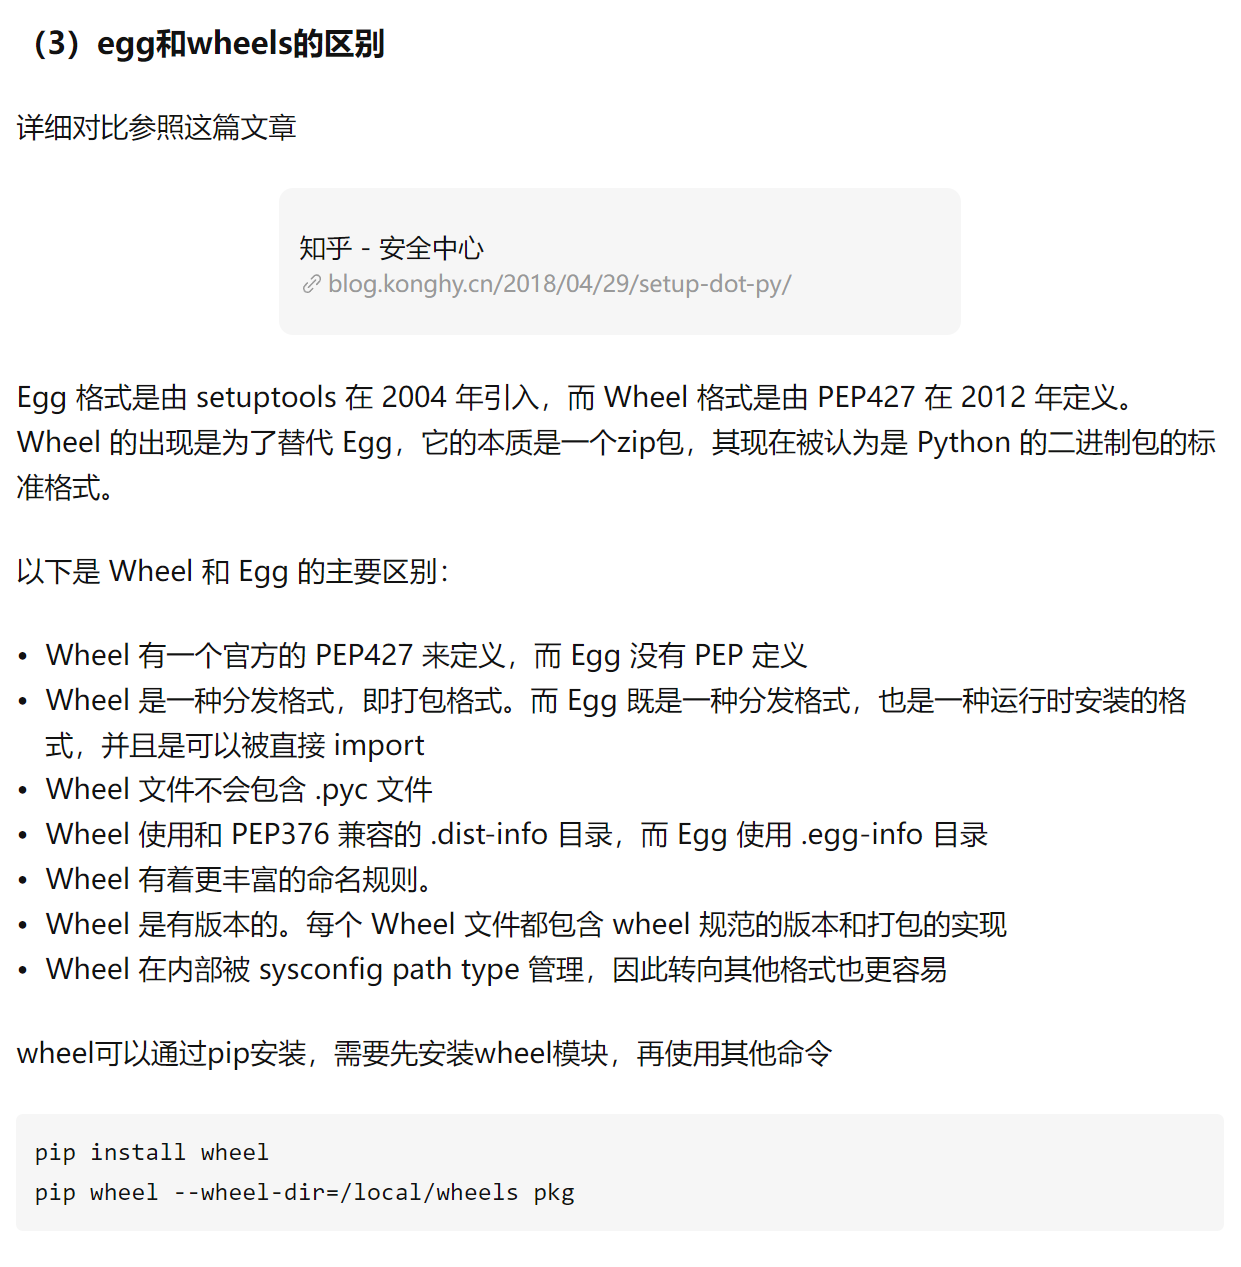 （3）egg和wheels的区别
详细对比参照这篇文章
知乎 - 安全中心
blog.konghy.cn/2018/04/29/setup-dot-py/
Egg 格式是由 setuptools 在 2004 年引入，而 Wheel 格式是由 PEP427 在 2012 年定义。
Wheel 的出现是为了替代 Egg，它的本质是一个zip包，其现在被认为是 Python 的二进制包的标
准格式。
以下是 Wheel 和 Egg 的主要区别：
• Wheel 有一个官方的 PEP427 来定义，而 Egg 没有 PEP 定义
• Wheel 是一种分发格式，即打包格式。而 Egg 既是一种分发格式，也是一种运行时安装的格
式，并且是可以被直接 import
• Wheel 文件不会包含 .pyc 文件
• Wheel 使用和 PEP376 兼容的 .dist-info 目录，而 Egg 使用 .egg-info 目录
• Wheel 有着更丰富的命名规则。
• Wheel 是有版本的。每个 Wheel 文件都包含 wheel 规范的版本和打包的实现
• Wheel 在内部被 sysconfig path type 管理，因此转向其他格式也更容易
wheel可以通过pip安装，需要先安装wheel模块，再使用其他命令
pip install wheel
pip wheel --wheel-dir=/local/wheels pkg